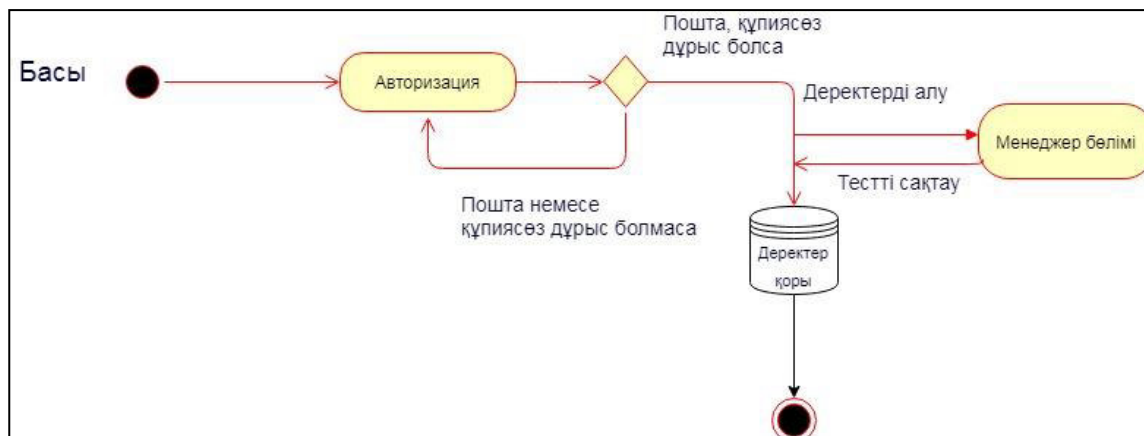 Басы
Авторизация
Пошта, құпиясөз
дұрыс болса
Деректерді алу
Менеджер бөлімі
Тестті сақтау
Пошта немесе
құпиясөз дұрыс болмаса
Деректер
қоры